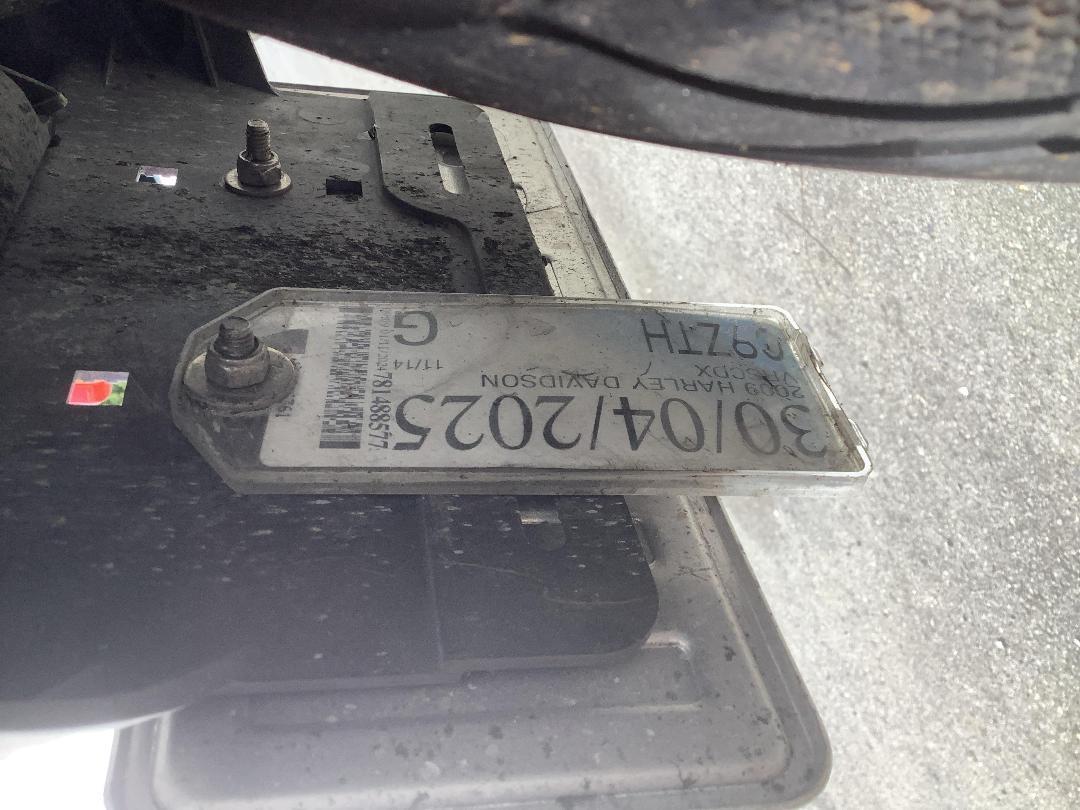 C9ZTH
VRSCDX
2009 HARLEY DAVIDSON
30/04/2025
G
11/14
781488577